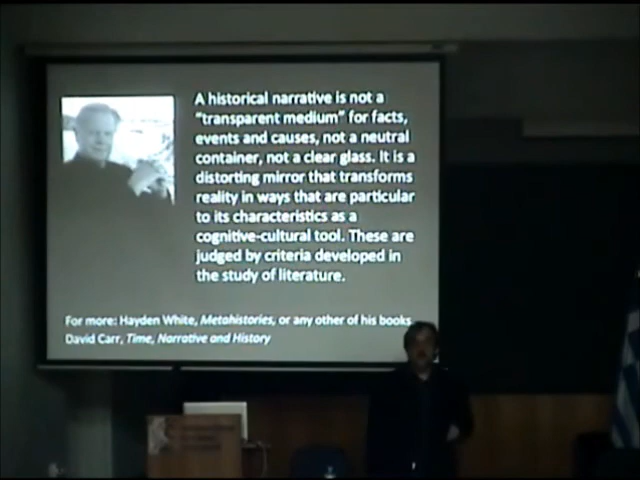 A historical narrative is not a
“transparent medium” for facts,
events and causes, not a neutral
container, not a clear glass. It is a
distorting mirror that transforms
reality in ways that are particular
to its characteristics as a
cognitive-cultural tool. These are
judged by criteria developed in
the study of literature.
For more: Hayden White, Metahistories, or any other of his books
David Carr, Time, Narrative and History